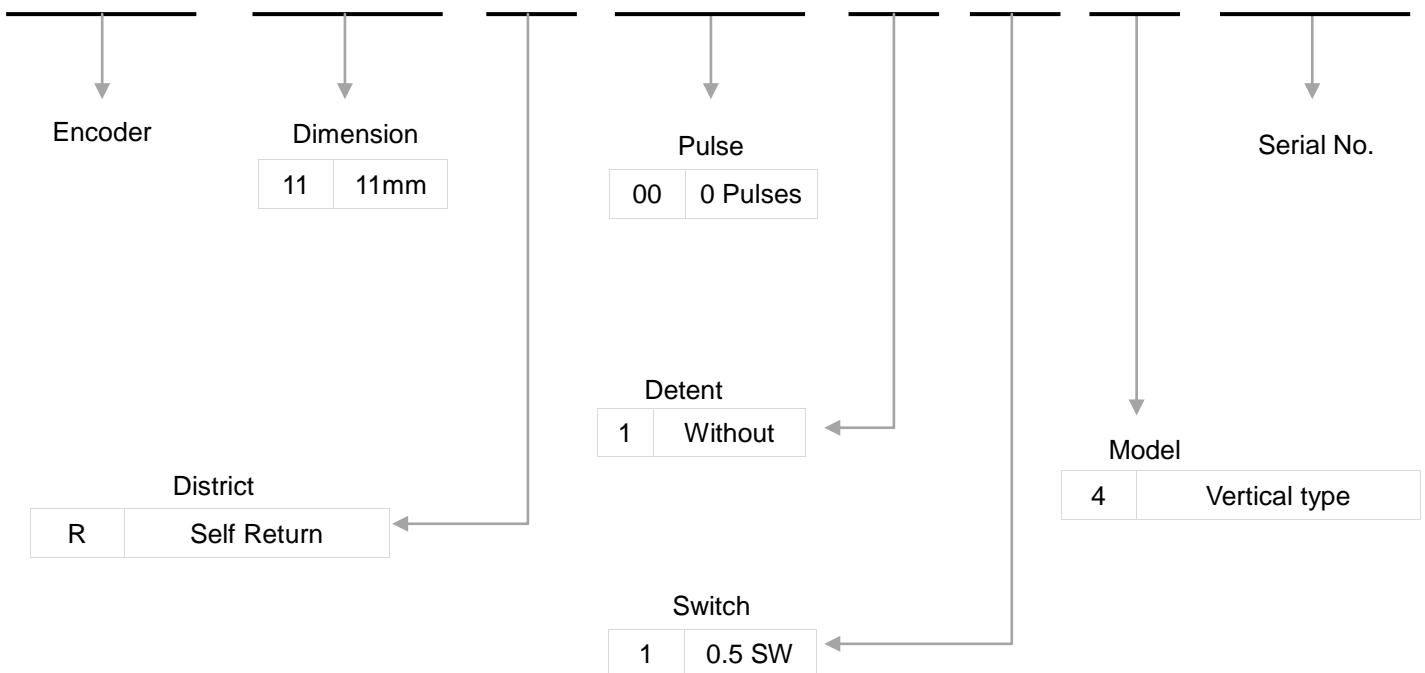 Encoder
Dimension
11 11mm
Pulse
00 0 Pulses
Serial No.
Detent
1 Without
Model
4 Vertical type
District
R Self Return
Switch
1 0.5 SW